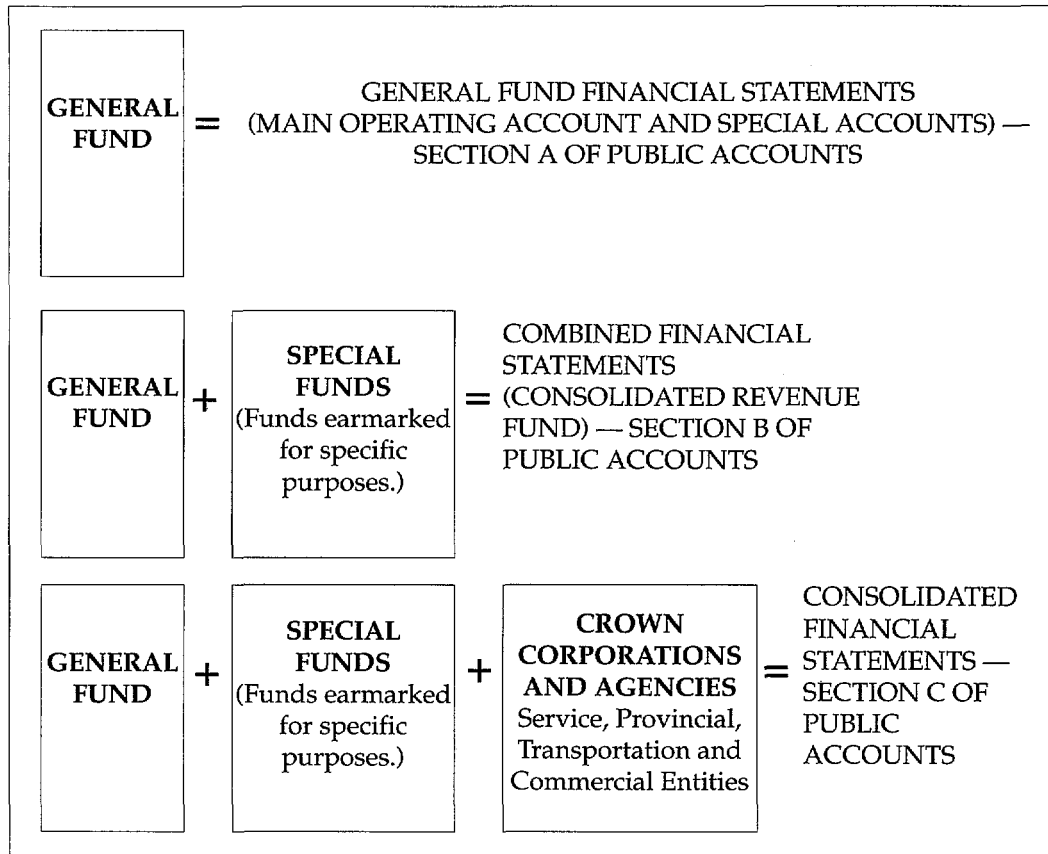 GENERAL
FUND
=
GENERAL FUND FINANCIAL STATEMENTS
(MAIN OPERATING ACCOUNT AND SPECIAL ACCOUNTS) —
SECTION A OF PUBLIC ACCOUNTS
GENERAL
FUND
+
SPECIAL
FUNDS
(Funds earmarked
for specific
purposes.)
=
COMBINED FINANCIAL
STATEMENTS
(CONSOLIDATED REVENUE
FUND) — SECTION B OF
PUBLIC ACCOUNTS
GENERAL
FUND
+
SPECIAL
FUNDS
(Funds earmarked
for specific
purposes.)
+
CROWN
CORPORATIONS
AND AGENCIES
Service, Provincial,
Transportation and
Commercial Entities
=
CONSOLIDATED
FINANCIAL
STATEMENTS —
SECTION C OF
PUBLIC
ACCOUNTS